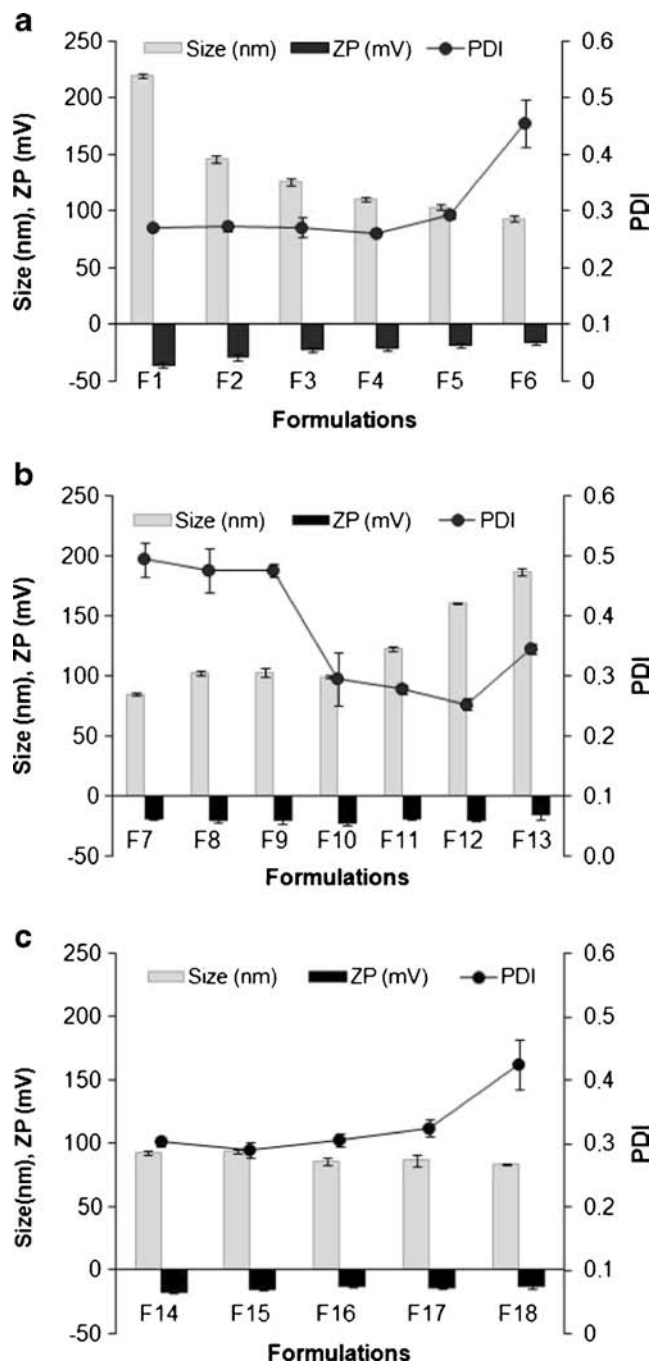 a
Size (nm) ZP (mV) PDI
250
200
150
100
50
0
-50
Size (nm), ZP (mV)
0.6
0.5
0.4
0.3
0.2
0.1
0
PDI
F1 F2 F3 F4 F5 F6
Formulations
b
Size (nm) ZP (mV) PDI
250
200
150
100
50
0
-50
Size (nm), ZP (mV)
0.6
0.5
0.4
0.3
0.2
0.1
0.0
PDI
F7 F8 F9 F10 F11 F12 F13
Formulations
c
Size (nm) ZP (mV) PDI
250
200
150
100
50
0
-50
Size(nm), ZP (mV)
0.6
0.5
0.4
0.3
0.2
0.1
0.0
PDI
F14 F15 F16 F17 F18
Formulations